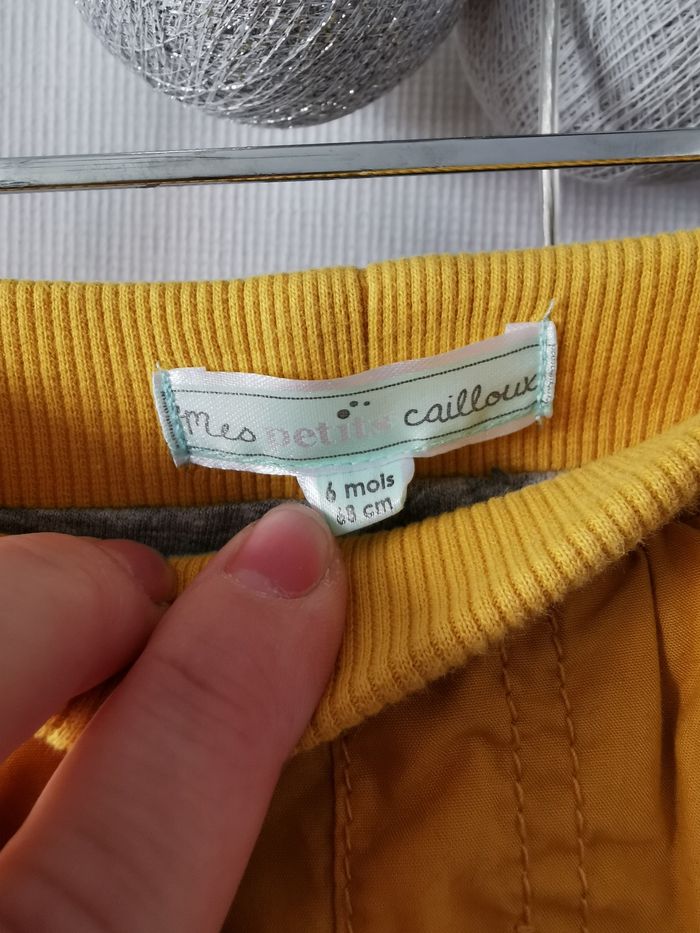 Mes petits cailloux
6 mois
68 cm